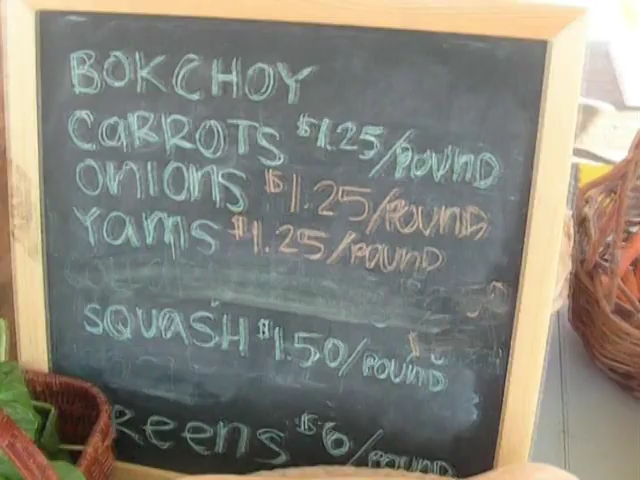 BOKCHOY
CARROTS $1.25/POUND
ONIONS $1.25/POUND
Yams $1.25/POUND
SQUASH $1.50/POUND
Reens $6/POUND